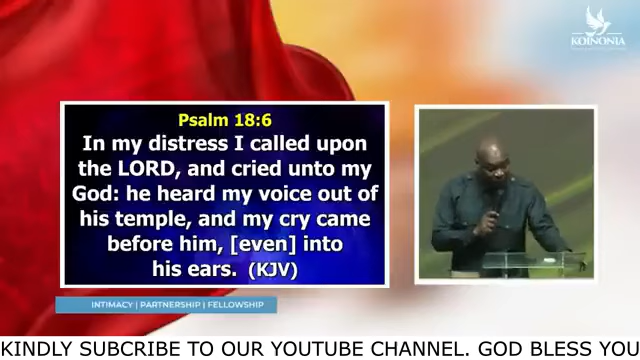 KOINONIA
Psalm 18:6
In my distress I called upon
the LORD, and cried unto my
God: he heard my voice out of
his temple, and my cry came
before him, [even] into
his ears. (KJV)
INTIMACY | PARTNERSHIP | FELLOWSHIP
KINDLY SUBCRIBE TO OUR YOUTUBE CHANNEL. GOD BLESS YOU